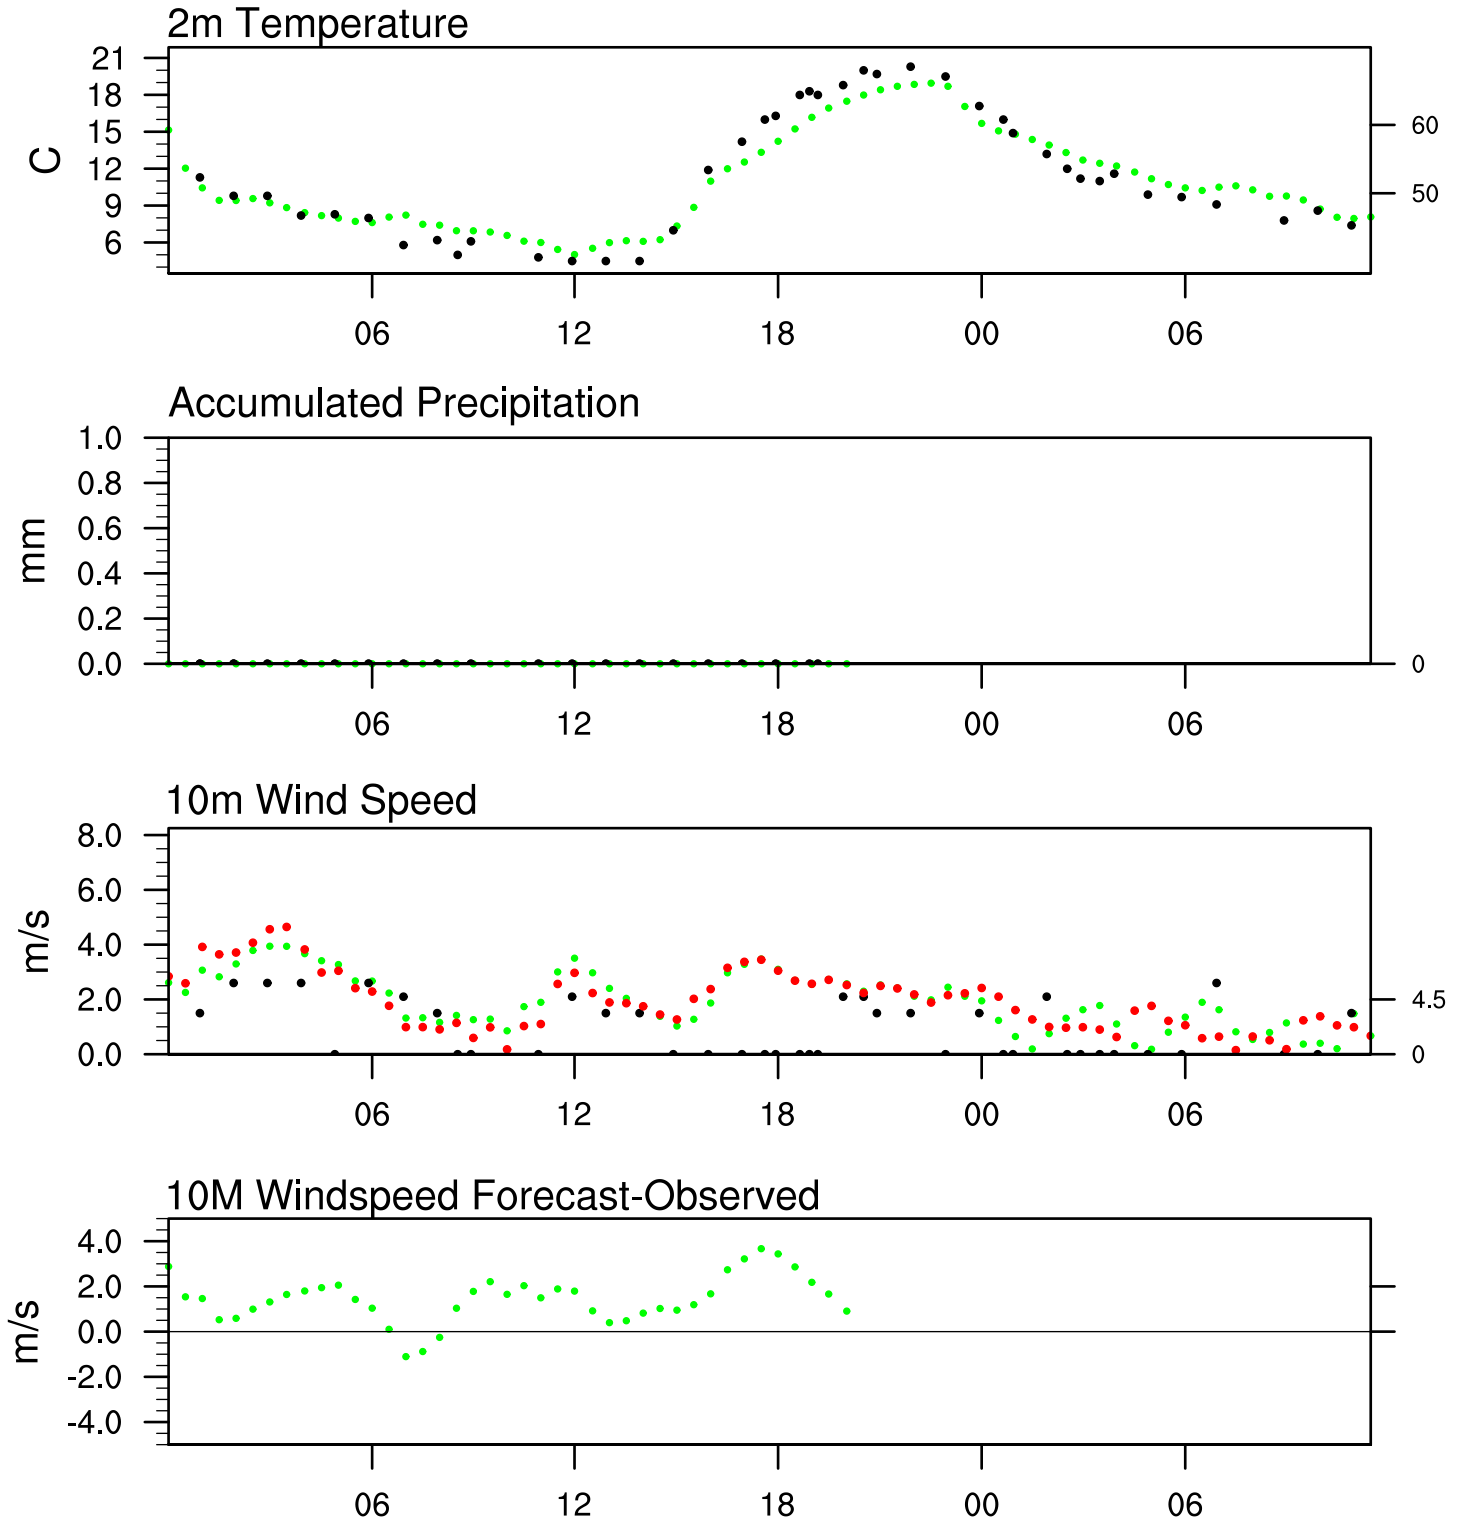 2m Temperature
21
18
15
12
9
6
C
60
50
06 12 18 00 06
Accumulated Precipitation
1.0
0.8
0.6
0.4
0.2
0.0
mm
0
06 12 18 00 06
10m Wind Speed
8.0
6.0
4.0
2.0
0.0
m/s
4.5
0
06 12 18 00 06
10M Windspeed Forecast-Observed
4.0
2.0
0.0
-2.0
-4.0
m/s
06 12 18 00 06